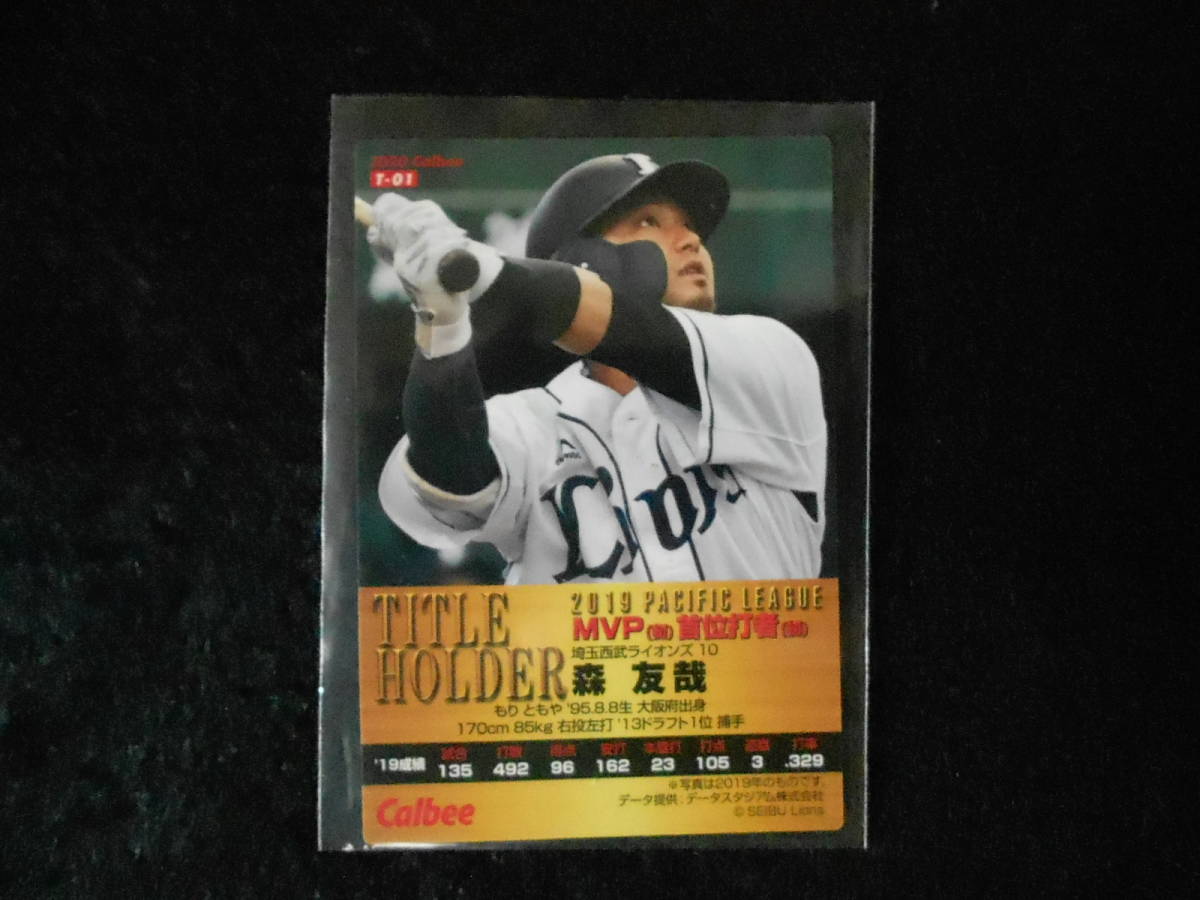 2020 Calbee
T-01
Lions
TITLE
HOLDER
2019 PACIFIC LEAGUE
MVP(初) 首位打者(初)
埼玉西武ライオンズ 10
森 友哉
もり ともや '95.8.8生 大阪府出身
170cm 85kg 右投左打 '13ドラフト1位 捕手
試合 打数 得点 安打 本塁打 打点 盗塁 打率
'19成績 135 492 96 162 23 105 3 .329
※写真は2019年のものです。
データ提供:データスタジアム株式会社
© SEIBU Lions
Calbee